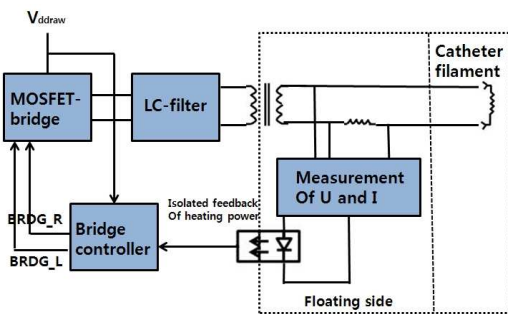 Vddraw
MOSFET-
bridge
LC-filter
Catheter
filament
Measurement
Of U and I
Isolated feedback
Of heating power
BRDG_R
Bridge
controller
BRDG_L
Floating side